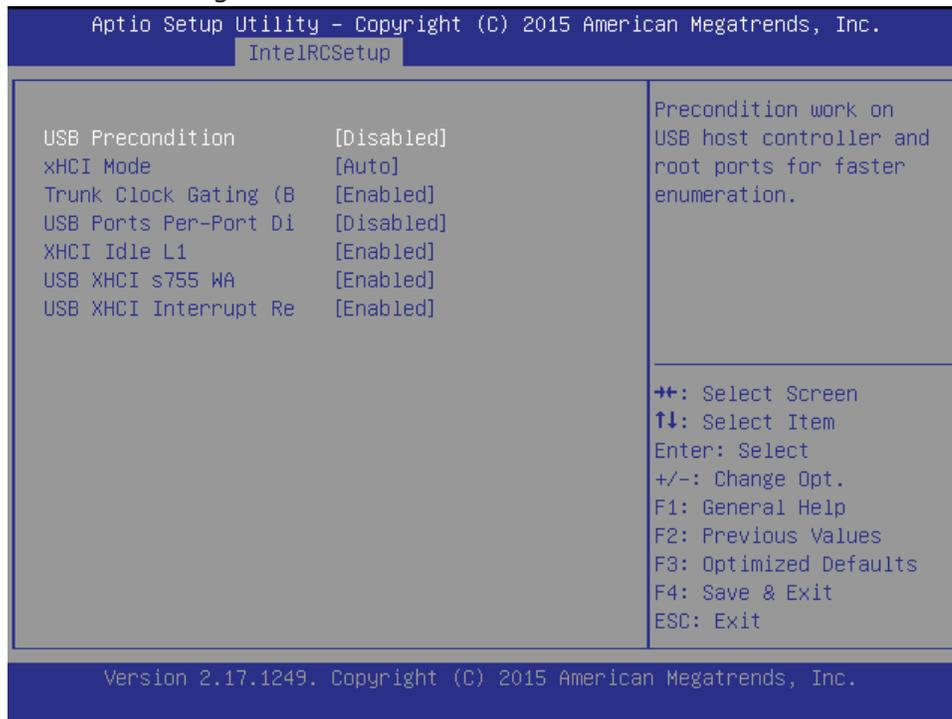 Aptio Setup Utility – Copyright (C) 2015 American Megatrends, Inc.
IntelRCSetup
USB Precondition [Disabled]
xHCI Mode [Auto]
Trunk Clock Gating (B [Enabled]
USB Ports Per-Port Di [Disabled]
XHCI Idle L1 [Enabled]
USB XHCI s755 WA [Enabled]
USB XHCI Interrupt Re [Enabled]
Precondition work on
USB host controller and
root ports for faster
enumeration.
→←: Select Screen
↑↓: Select Item
Enter: Select
+/-: Change Opt.
F1: General Help
F2: Previous Values
F3: Optimized Defaults
F4: Save & Exit
ESC: Exit
Version 2.17.1249. Copyright (C) 2015 American Megatrends, Inc.